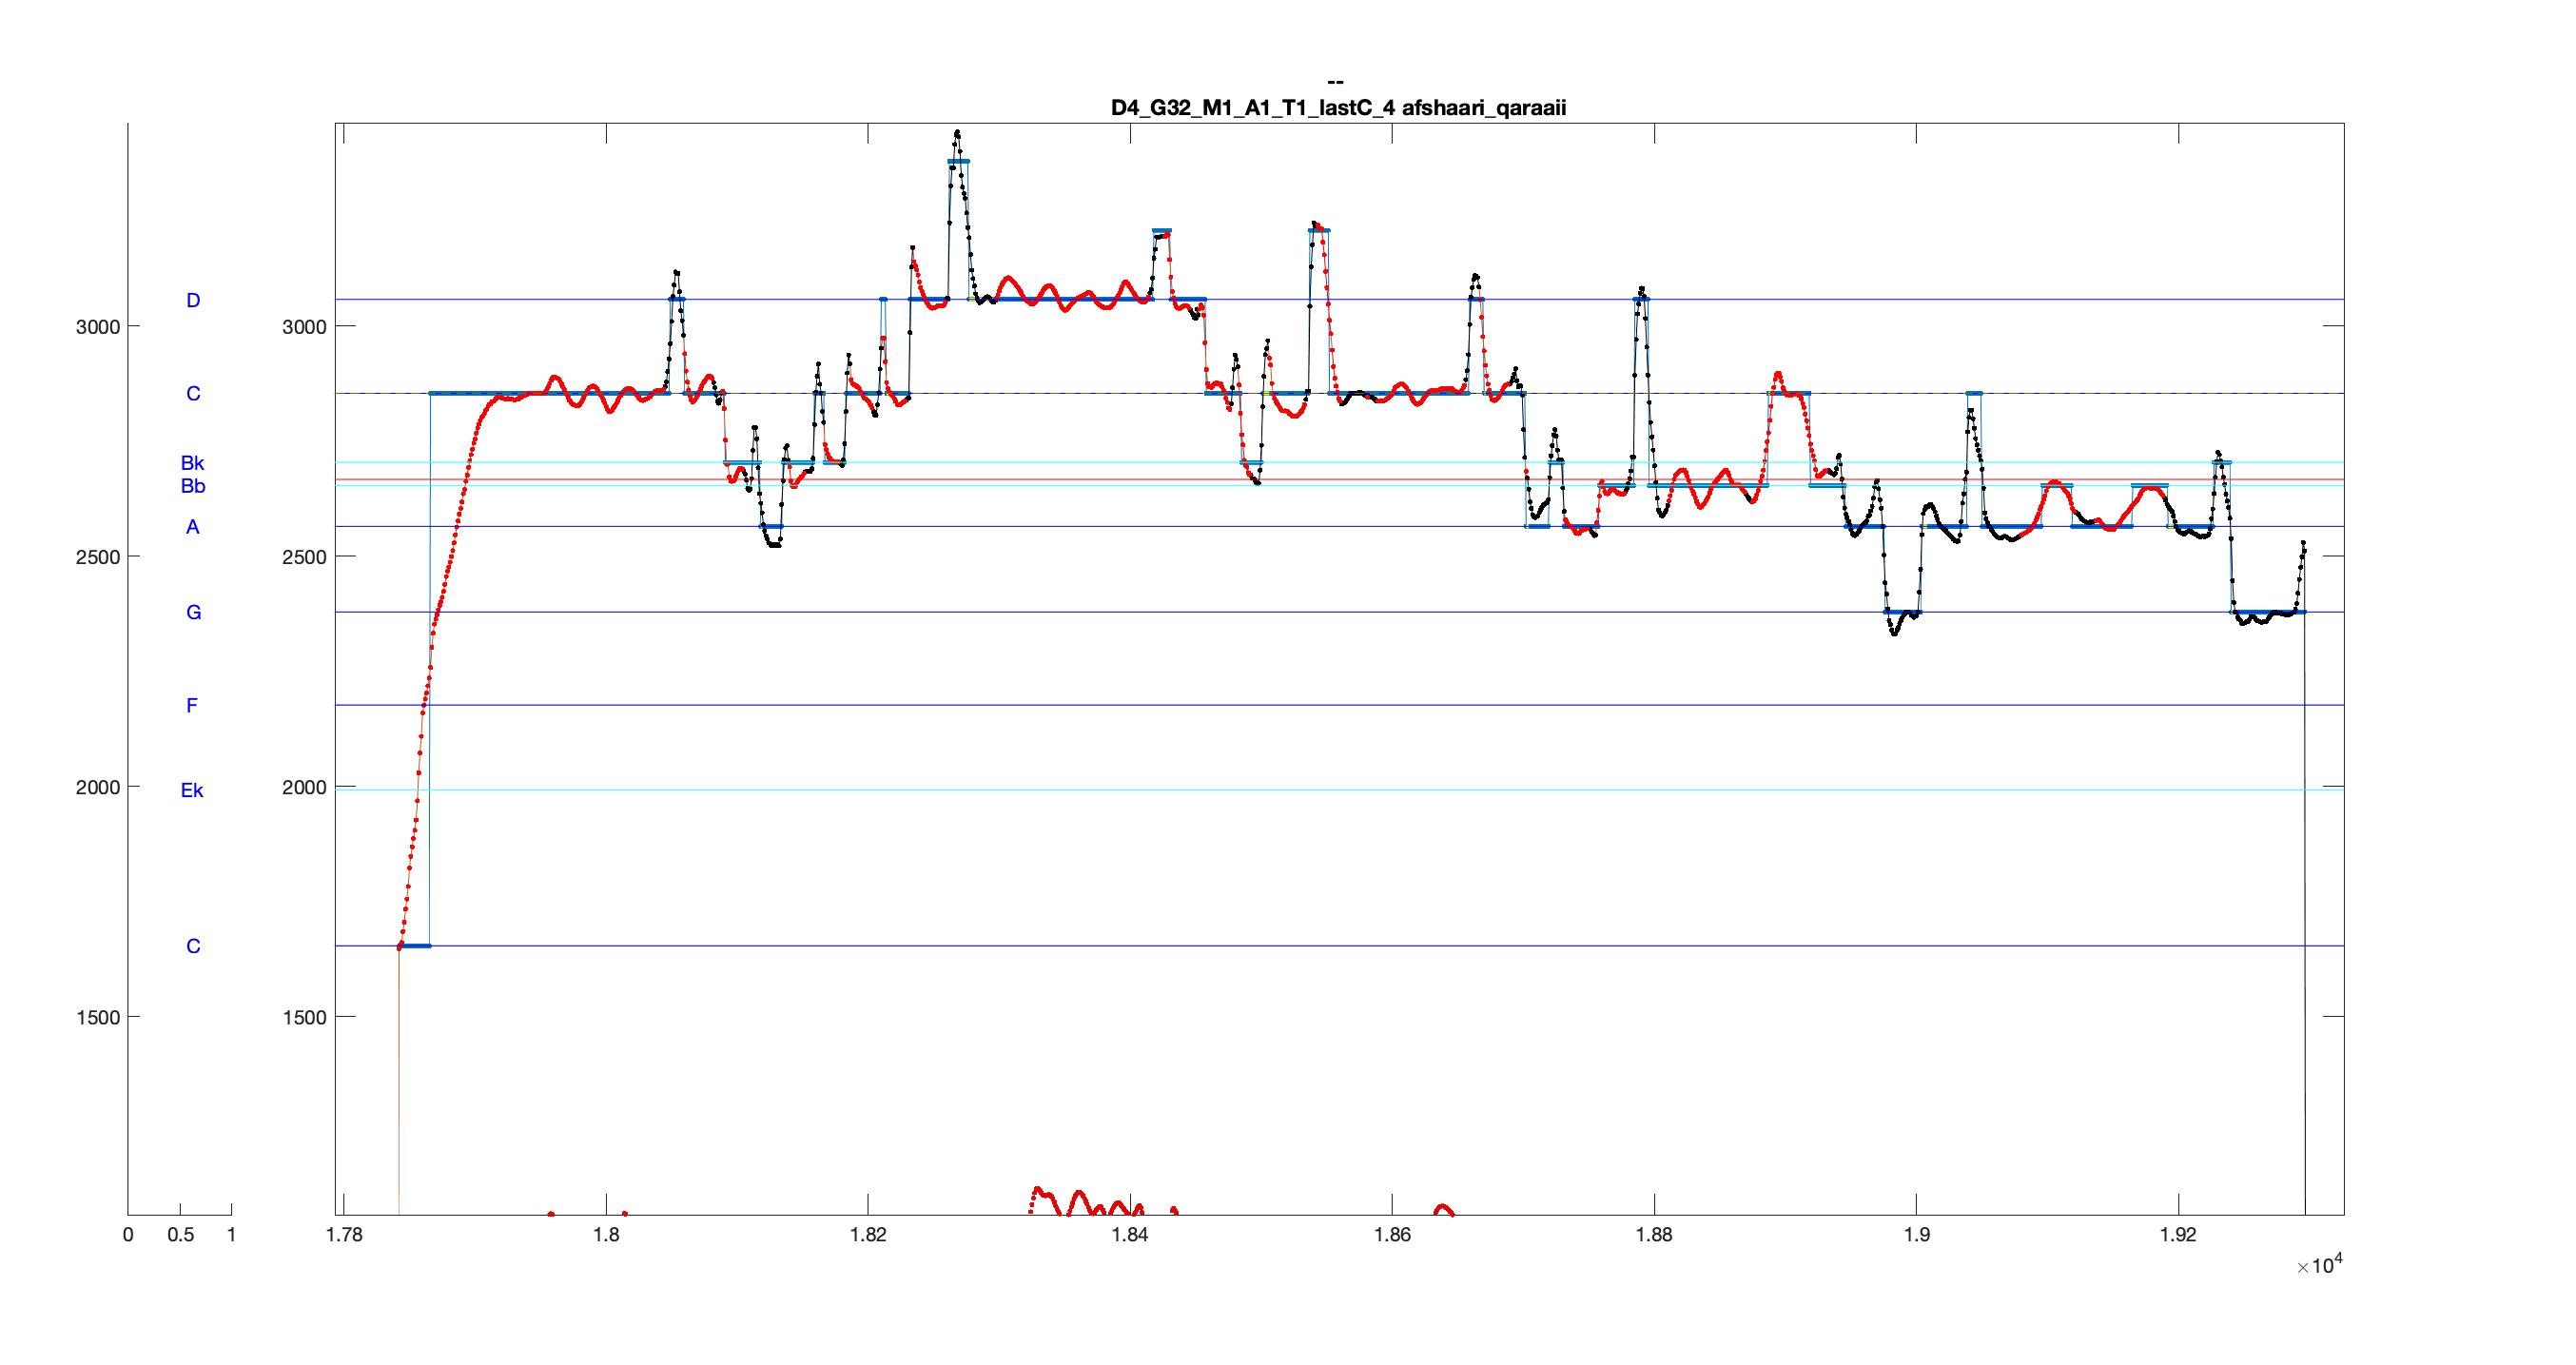 --
D4_G32_M1_A1_T1_lastC_4 afshaari_qaraaii
D
3000 3000
C
Bk
Bb
A
2500 2500
G
F
2000 Ek 2000
C
1500 1500
0 0.5 1 1.78 1.8 1.82 1.84 1.86 1.88 1.9 1.92
×10^4